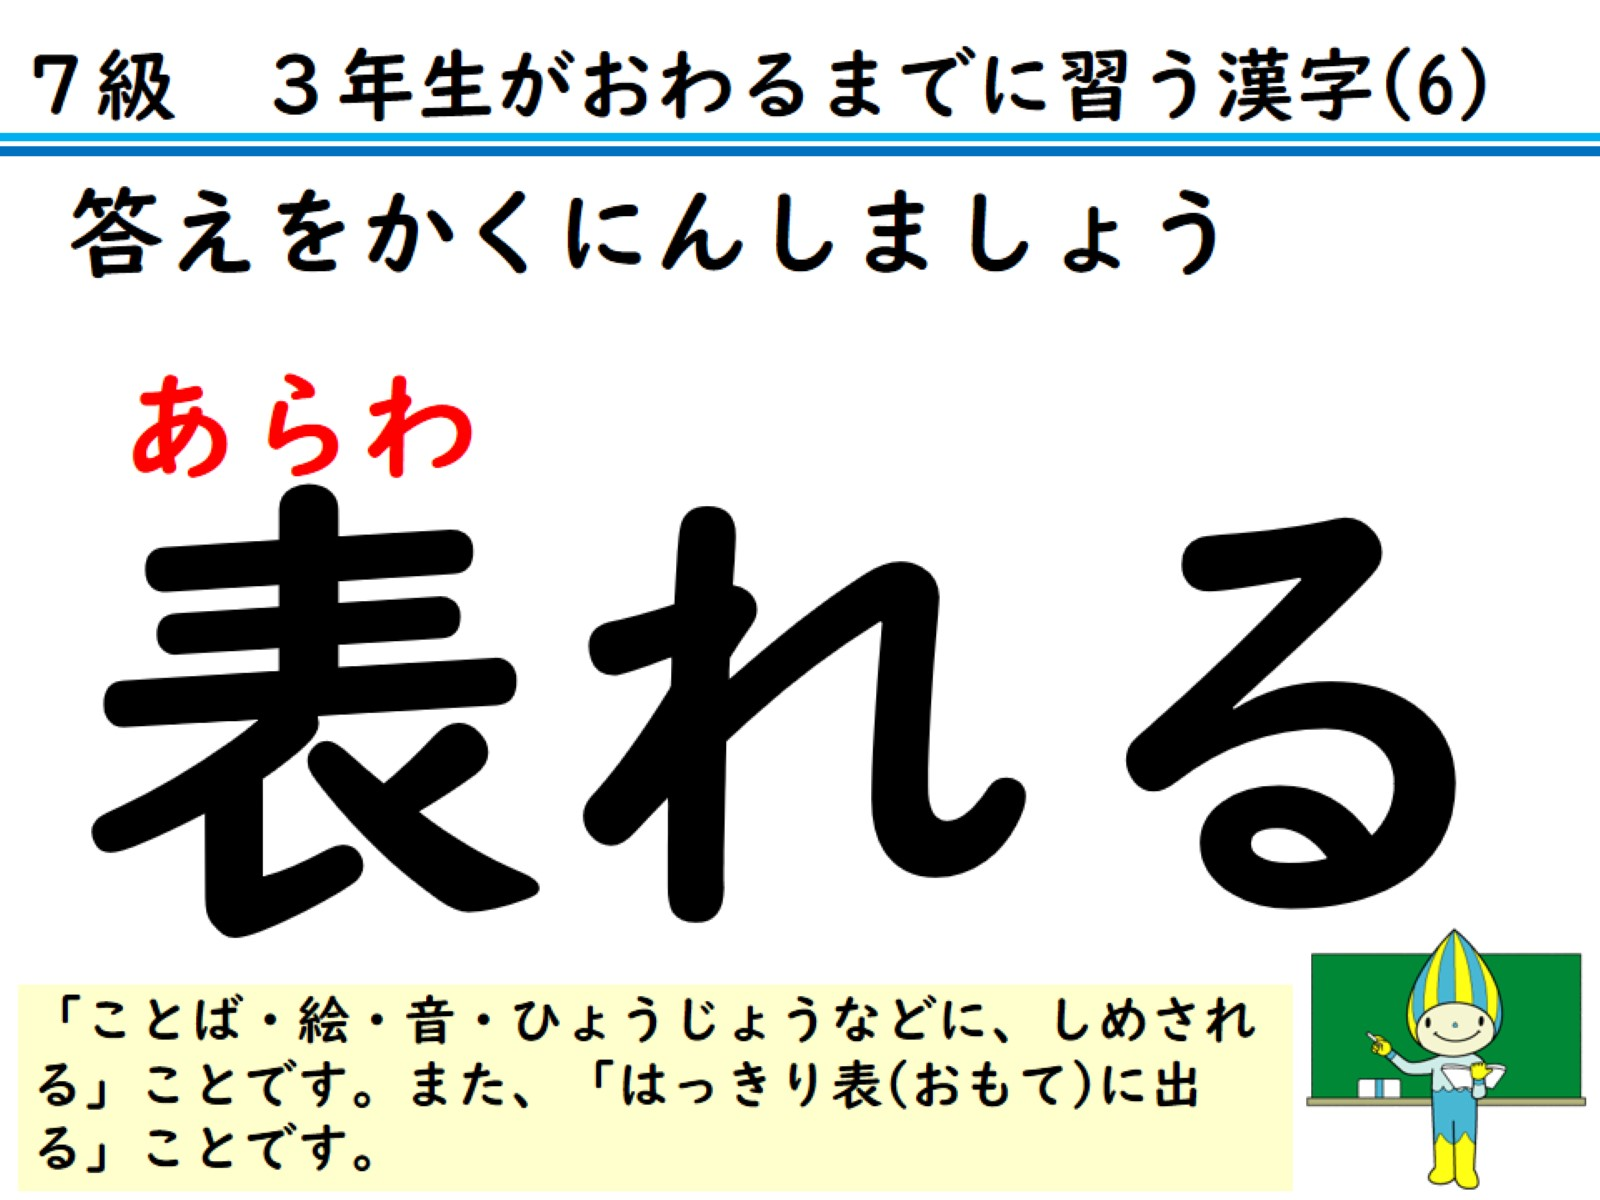 ７級　３年生がおわるまでに習う漢字(6)
答えをかくにんしましょう
あらわ
表れる
「ことば・絵・音・ひょうじょうなどに、しめされ
る」ことです。また、「はっきり表(おもて)に出
る」ことです。